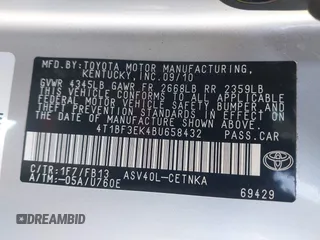 MFD.BY:TOYOTA MOTOR MANUFACTURING,
KENTUCKY,INC.09/10
GVWR 4345LB GAWR FR 2668LB RR 2359LB
THIS VEHICLE CONFORMS TO ALL APPLICABLE
FEDERAL MOTOR VEHICLE SAFETY, BUMPER, AND
THEFT PREVENTION STANDARDS IN EFFECT ON
THE DATE OF MANUFACTURE SHOWN ABOVE.
4T1BF3EK4BU658432 PASS.CAR
C/TR:1F7/FB13 ASV40L-CETNKA
A/TM:-05A/U760E
TOYOTA
69429
DREAMBID